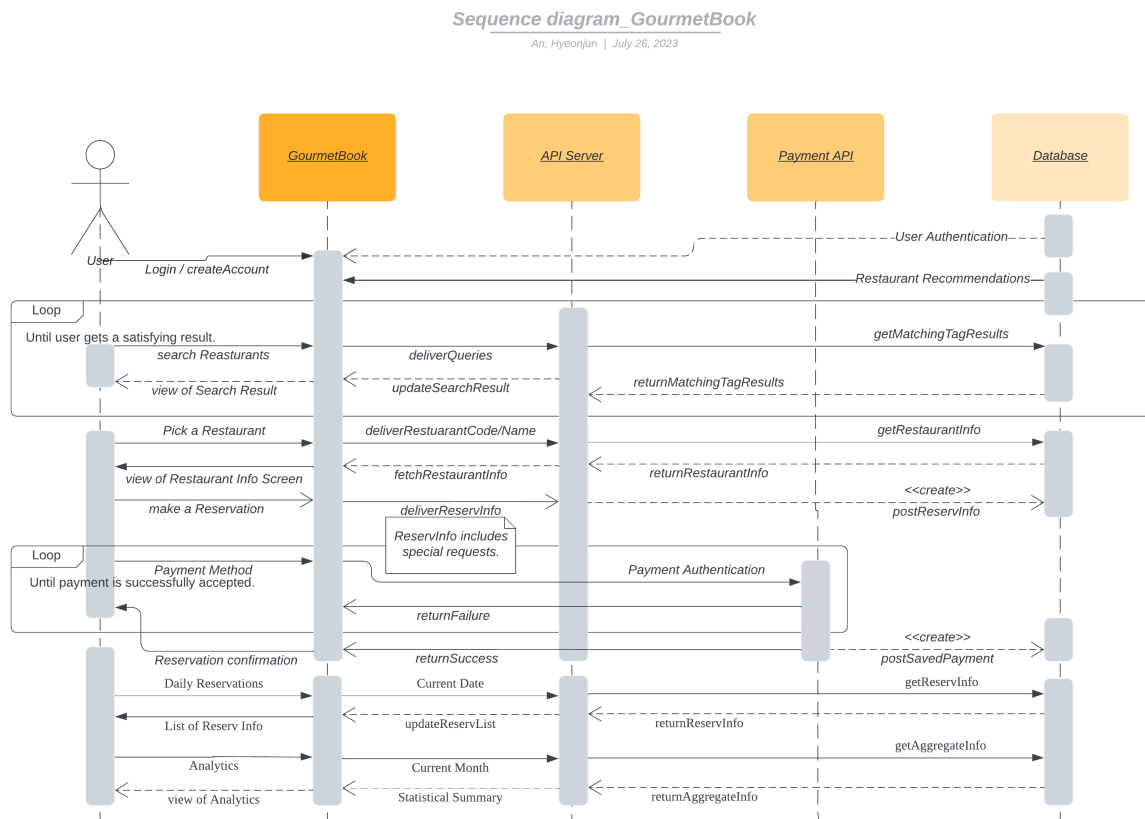 Sequence diagram_GourmetBook
An, Hyeonjun | July 26, 2023
GourmetBook
API Server
Payment API
Database
User
User Authentication
Login / createAccount
Restaurant Recommendations
Loop
Until user gets a satisfying result.
getMatchingTagResults
search Reasturants
deliverQueries
updateSearchResult
returnMatchingTagResults
view of Search Result
Pick a Restaurant
deliverRestuarantCode/Name
getRestaurantInfo
view of Restaurant Info Screen
fetchRestaurantInfo
returnRestaurantInfo
<<create>>
make a Reservation
deliverReservInfo
postReservInfo
ReservInfo includes
special requests.
Loop
Until payment is successfully accepted.
Payment Method
Payment Authentication
returnFailure
<<create>>
Reservation confirmation
returnSuccess
postSavedPayment
Daily Reservations
Current Date
getReservInfo
List of Reserv Info
updateReservList
returnReservInfo
getAggregateInfo
Analytics
Current Month
view of Analytics
Statistical Summary
returnAggregateInfo